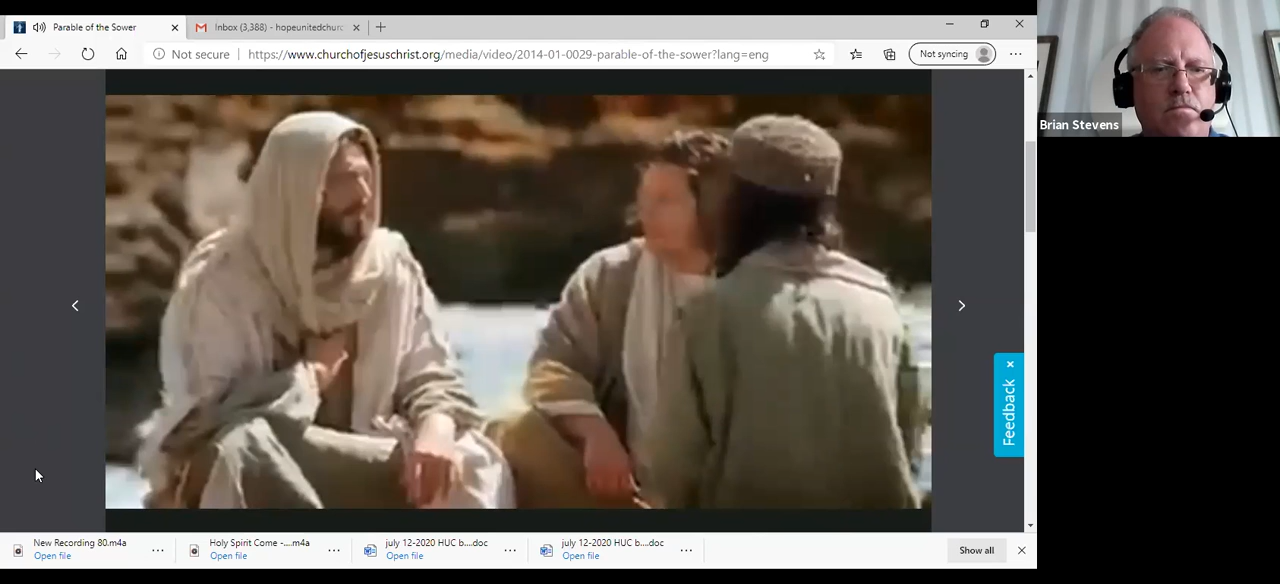 Parable of the Sower
Inbox (3,388) - hopeunitedchurc
Not secure
https://www.churchofjesuschrist.org/media/video/2014-01-0029-parable-of-the-sower?lang=eng
Not syncing
Brian Stevens
Feedback
New Recording 80.m4a
Open file
Holy Spirit Come -....m4a
Open file
july 12-2020 HUC b....doc
Open file
july 12-2020 HUC b....doc
Open file
Show all